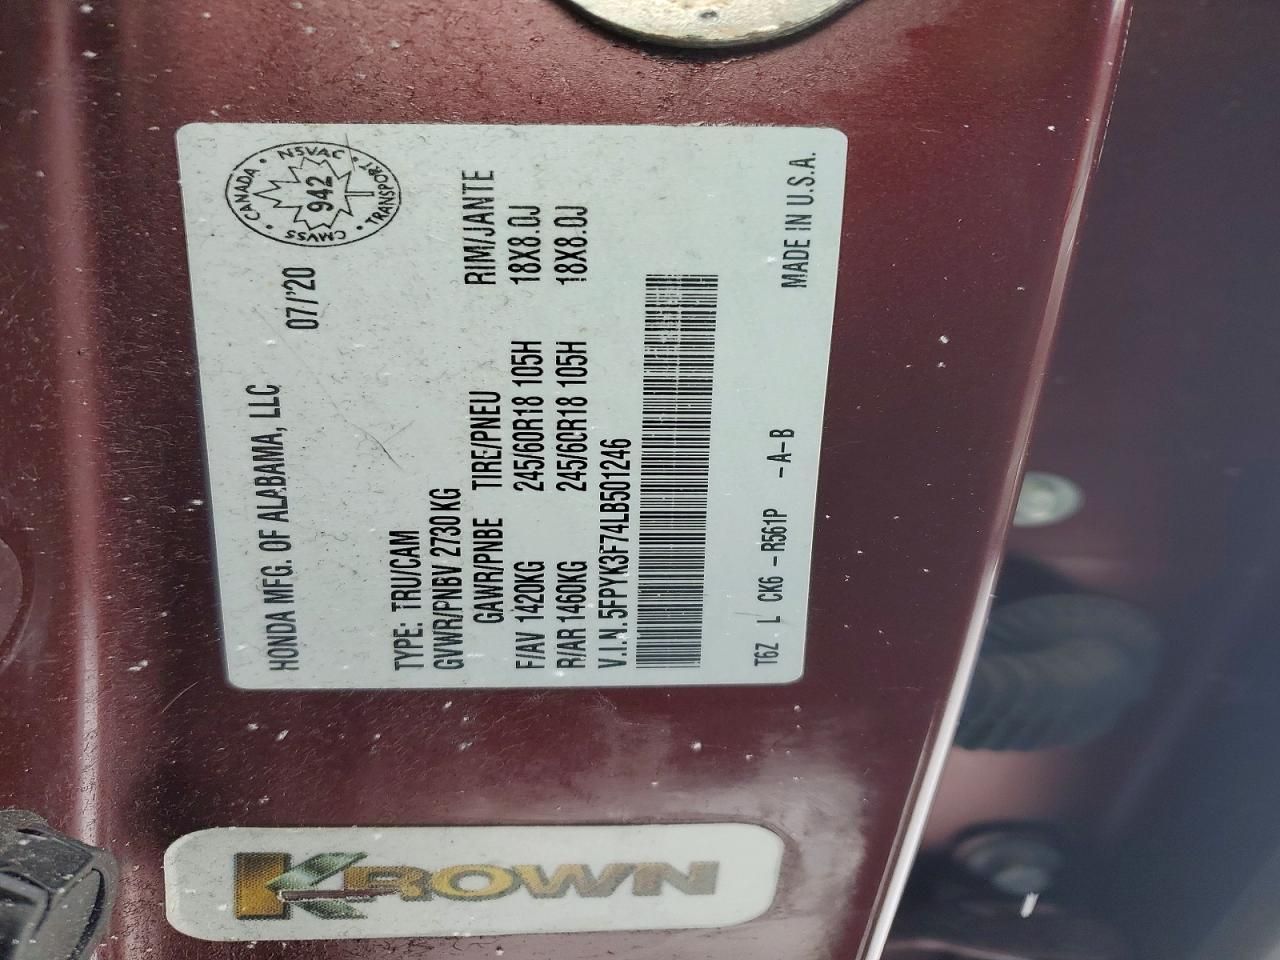 HONDA MFG. OF ALABAMA, LLC
07/'20
CANADA · NSVAC · TRANSPORT · CMVSS
942
TYPE: TRU/CAM
GVWR/PNBV 2730 KG
GAWR/PNBE TIRE/PNEU RIM/JANTE
F/AV 1420KG 245/60R18 105H 18X8.0J
R/AR 1460KG 245/60R18 105H 18X8.0J
V.I.N. 5FPYK3F74LB501246
T6Z L CK6 -R561P -A-B MADE IN U.S.A.
KROWN